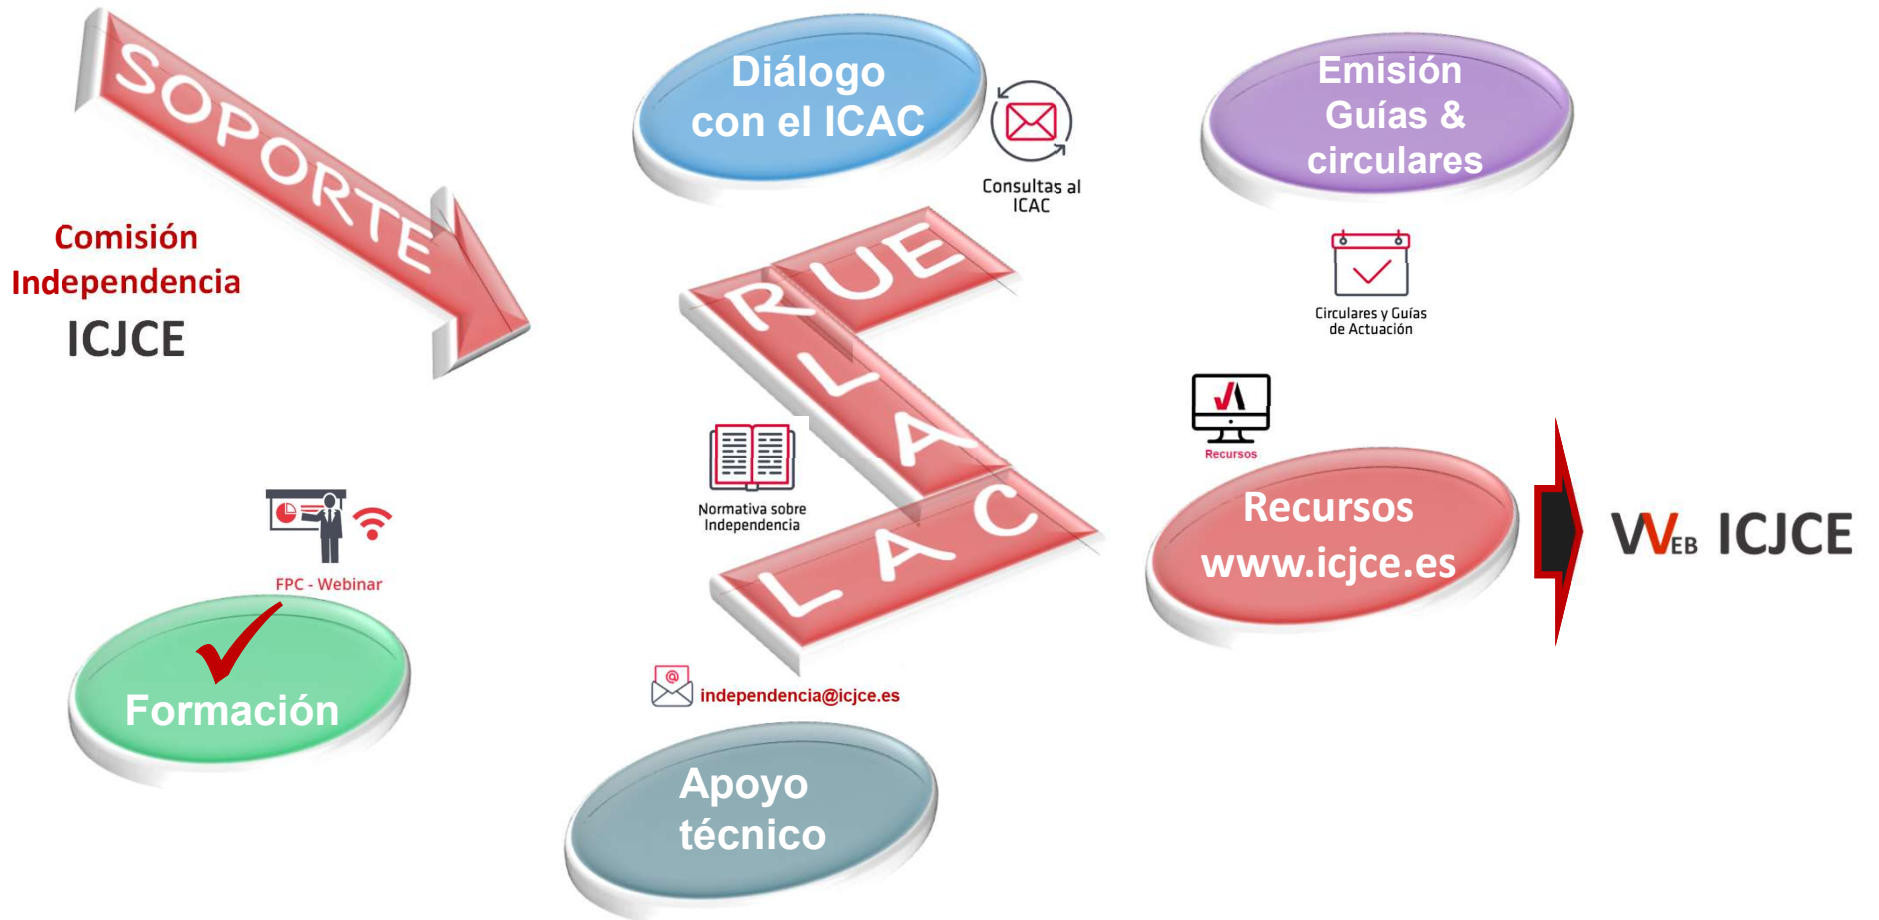 SOPORTE
Comisión
Independencia
ICJCE
Diálogo
con el ICAC
Consultas al
ICAC
Emisión
Guías &
circulares
Circulares y Guías
de Actuación
RUE
RLA
LAC
Normativa sobre
Independencia
Recursos
Recursos
www.icjce.es
WEB ICJCE
FPC - Webinar
Formación
@
independencia@icjce.es
Apoyo
técnico